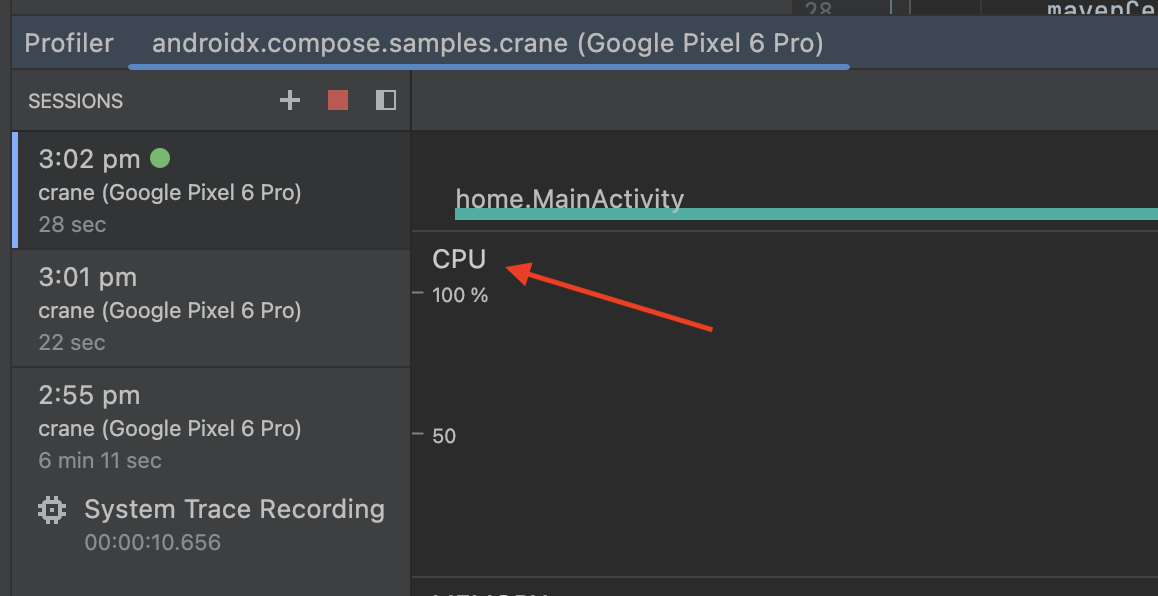 28
mavenCe
Profiler androidx.compose.samples.crane (Google Pixel 6 Pro)
SESSIONS
3:02 pm
crane (Google Pixel 6 Pro)
28 sec
3:01 pm
crane (Google Pixel 6 Pro)
22 sec
2:55 pm
crane (Google Pixel 6 Pro)
6 min 11 sec
System Trace Recording
00:00:10.656
home.MainActivity
CPU
100 %
50
MEMORY